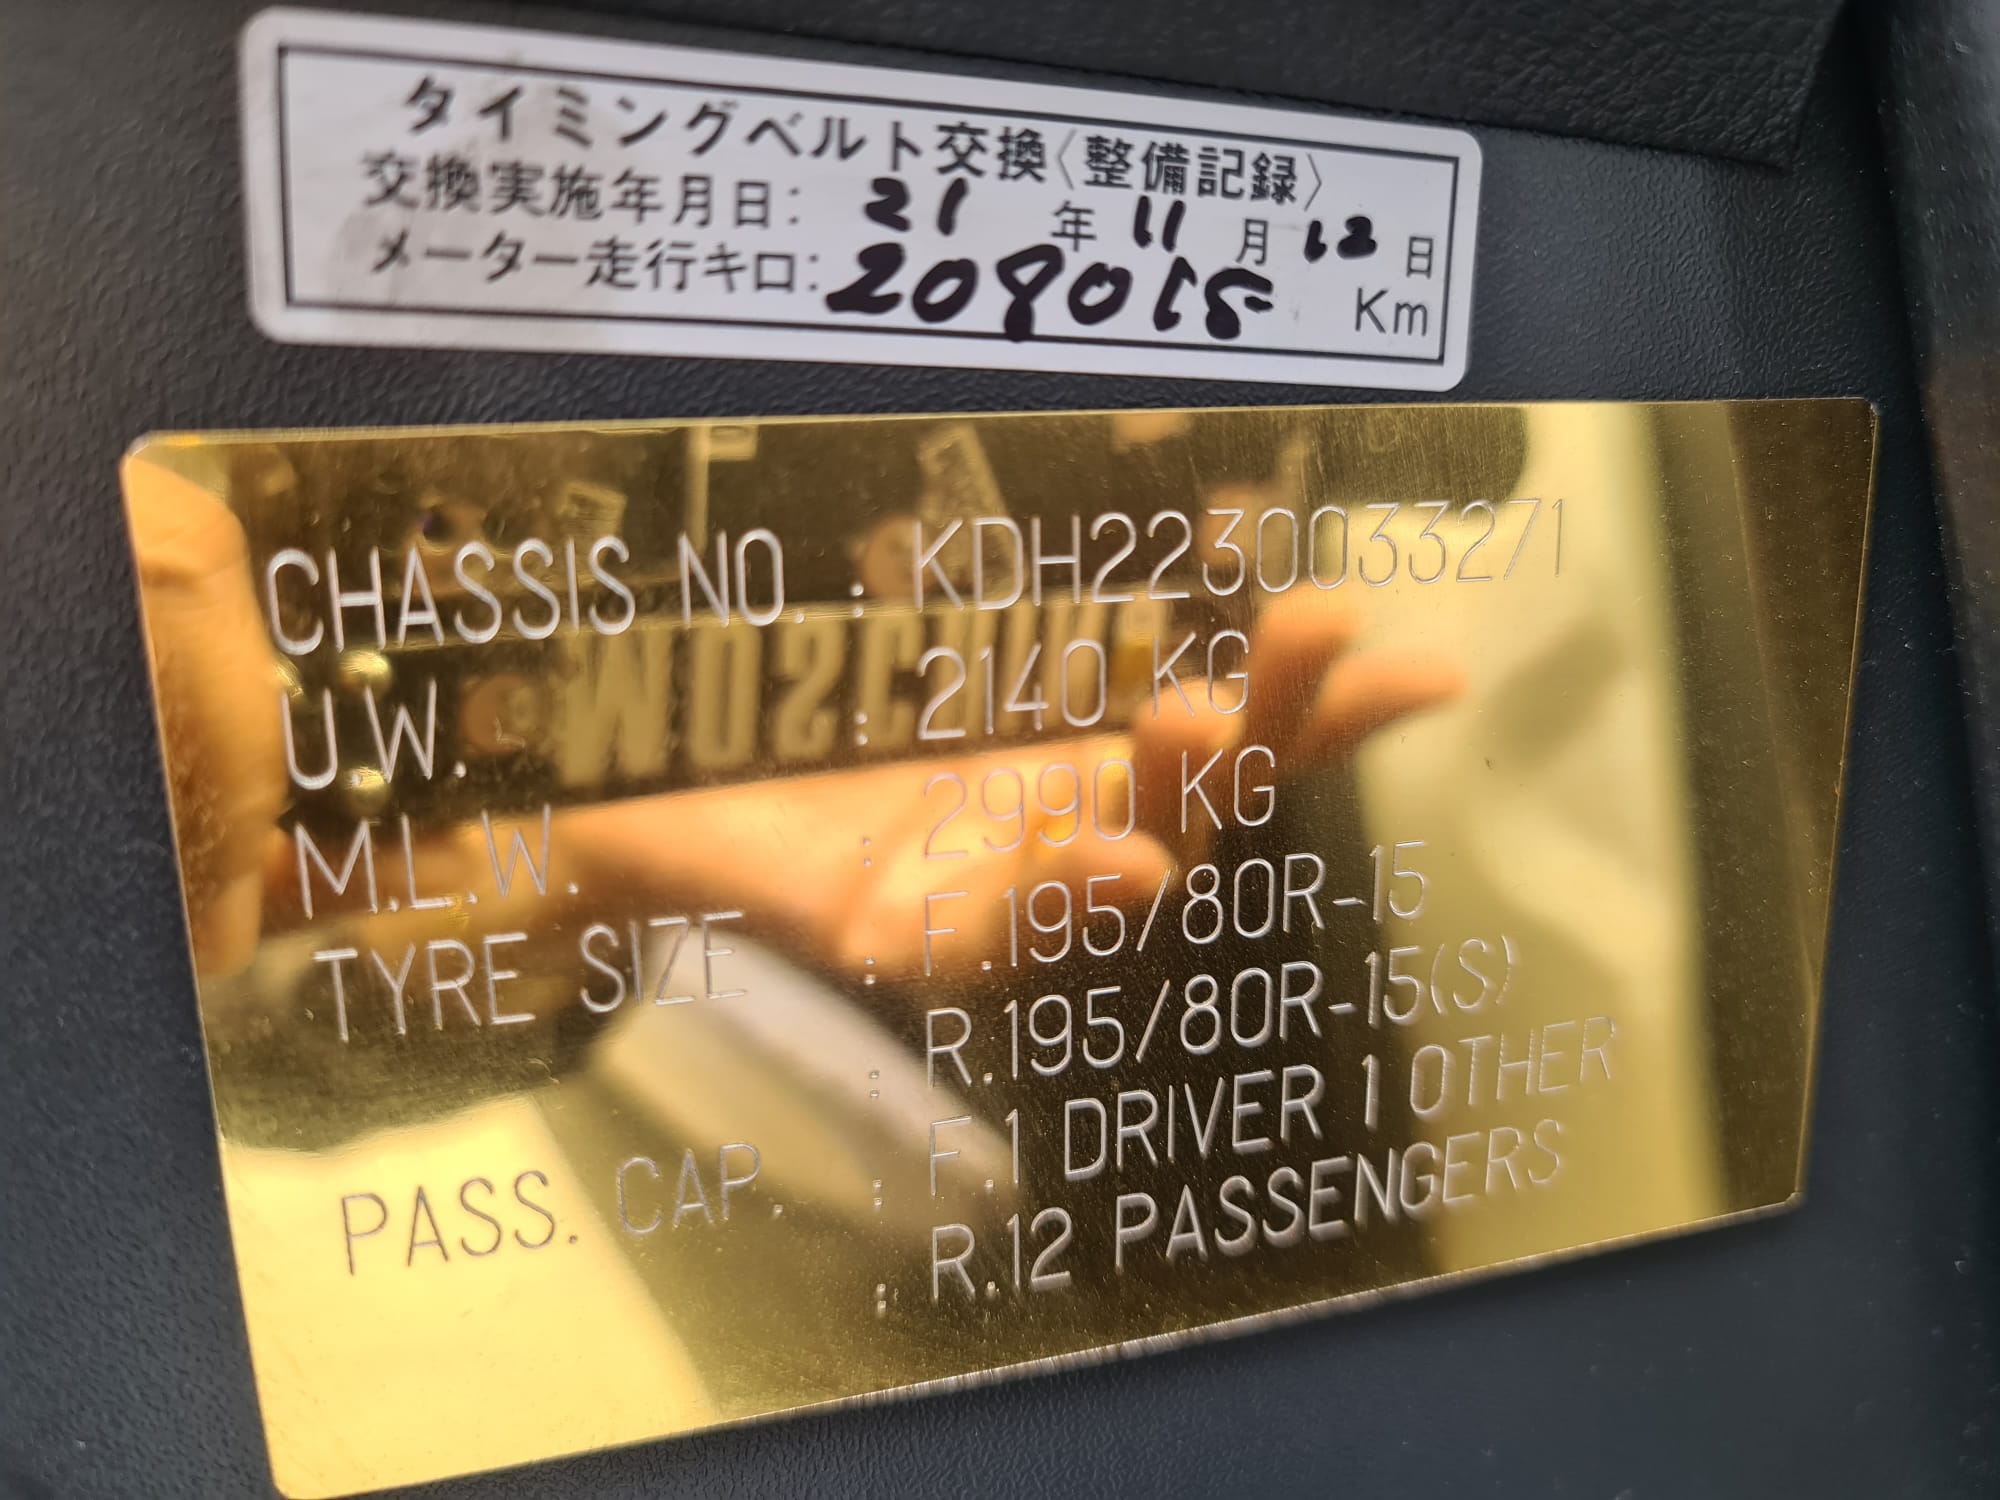 タイミングベルト交換〈整備記録〉
交換実施年月日: 21 年 11 月 12 日
メーター走行キロ: 208015 Km
CHASSIS NO. : KDH2230033271
U.W. : 2140 KG
M.L.W. : 2990 KG
TYRE SIZE : F.195/80R-15
: R.195/80R-15(S)
PASS. CAP. : F.1 DRIVER 1 OTHER
: R.12 PASSENGERS